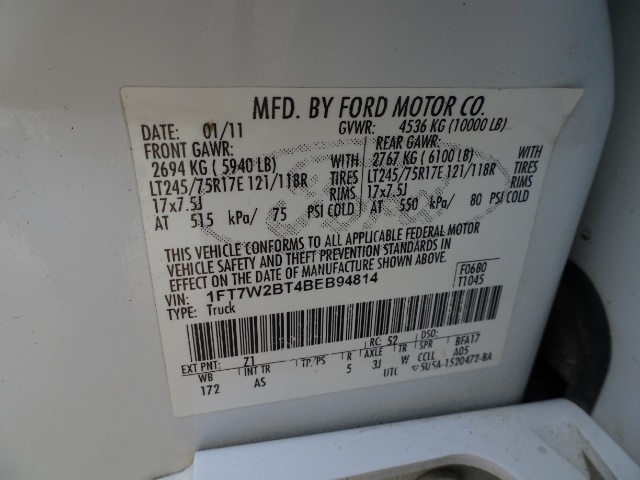 MFD. BY FORD MOTOR CO.
DATE: 01/11 GVWR: 4536 KG (10000 LB)
FRONT GAWR: REAR GAWR:
2694 KG ( 5940 LB) WITH 2767 KG ( 6100 LB) WITH
LT245/75R17E 121/118R TIRES LT245/75R17E 121/118R TIRES
17x7.5J RIMS 17x7.5J RIMS
AT 515 kPa/ 75 PSI COLD AT 550 kPa/ 80 PSI COLD
THIS VEHICLE CONFORMS TO ALL APPLICABLE FEDERAL MOTOR
VEHICLE SAFETY AND THEFT PREVENTION STANDARDS IN
EFFECT ON THE DATE OF MANUFACTURE SHOWN ABOVE.
VIN: 1FT7W2BT4BEB94814 F0680
TYPE: Truck T1045
EXT PNT: Z1 RC: 52 DSO:
WB INT TR TP/PS R AXLE TR SPR BFA17
172 AS 5 3J W CCLL A05
UTC 5U5A-1520472-BA
Ford